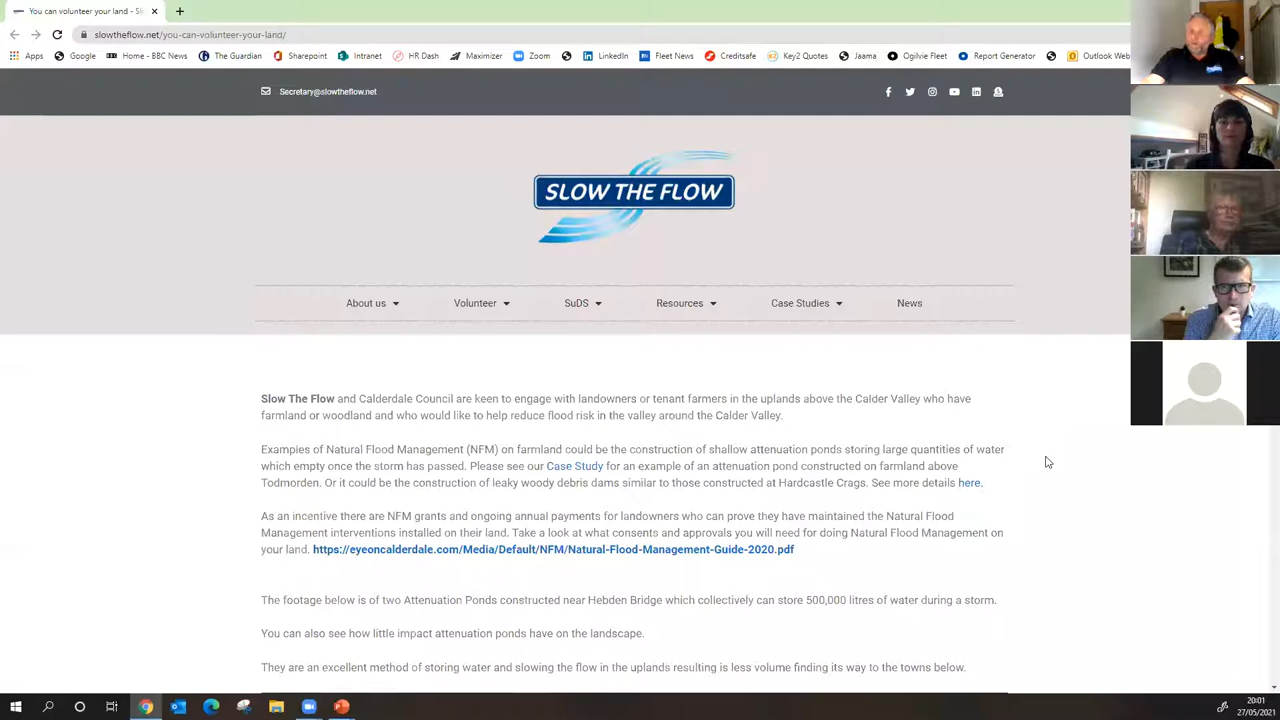 You can volunteer your land - S
slowtheflow.net/you-can-volunteer-your-land/
Apps Google Home - BBC News The Guardian Sharepoint Intranet HR Dash Maximizer Zoom LinkedIn Fleet News Creditsafe Key2 Quotes Jaama Ogilvie Fleet Report Generator Outlook Web
Secretary@slowtheflow.net
SLOW THE FLOW
About us Volunteer SuDS Resources Case Studies News
Slow The Flow and Calderdale Council are keen to engage with landowners or tenant farmers in the uplands above the Calder Valley who have
farmland or woodland and who would like to help reduce flood risk in the valley around the Calder Valley.
Examples of Natural Flood Management (NFM) on farmland could be the construction of shallow attenuation ponds storing large quantities of water
which empty once the storm has passed. Please see our Case Study for an example of an attenuation pond constructed on farmland above
Todmorden. Or it could be the construction of leaky woody debris dams similar to those constructed at Hardcastle Crags. See more details here.
As an incentive there are NFM grants and ongoing annual payments for landowners who can prove they have maintained the Natural Flood
Management interventions installed on their land. Take a look at what consents and approvals you will need for doing Natural Flood Management on
your land. https://eyeoncalderdale.com/Media/Default/NFM/Natural-Flood-Management-Guide-2020.pdf
The footage below is of two Attenuation Ponds constructed near Hebden Bridge which collectively can store 500,000 litres of water during a storm.
You can also see how little impact attenuation ponds have on the landscape.
They are an excellent method of storing water and slowing the flow in the uplands resulting is less volume finding its way to the towns below.
20:01
27/05/2021